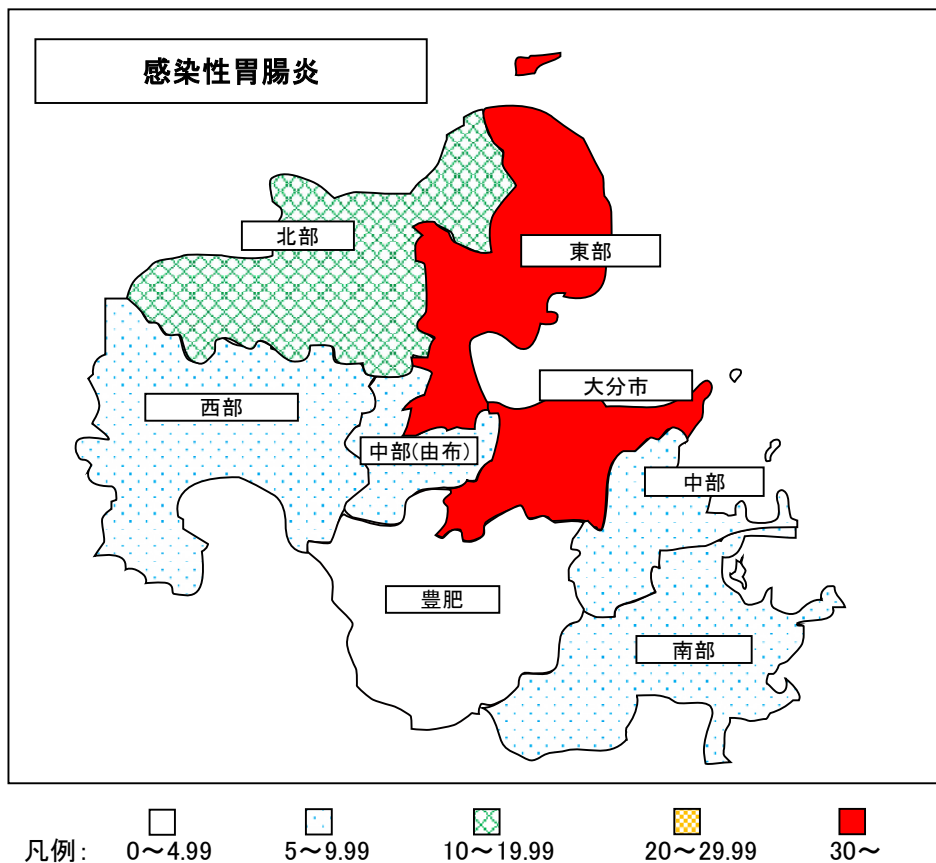 感染性胃腸炎
北部
東部
大分市
西部
中部(由布)
中部
豊肥
南部
凡例: 0～4.99 5～9.99 10～19.99 20～29.99 30～